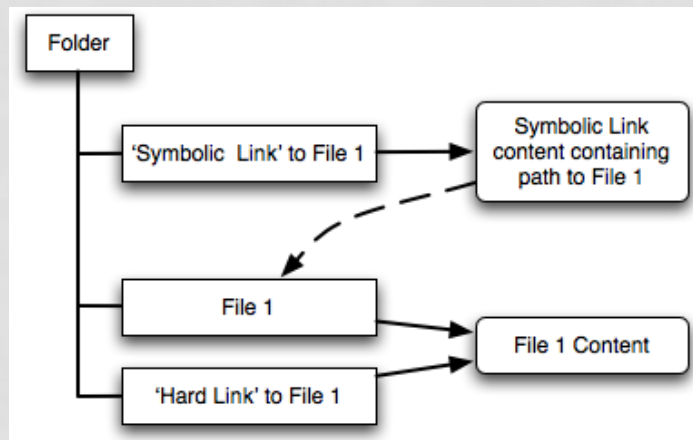 Folder
‘Symbolic Link’ to File 1
Symbolic Link
content containing
path to File 1
File 1
File 1 Content
‘Hard Link’ to File 1